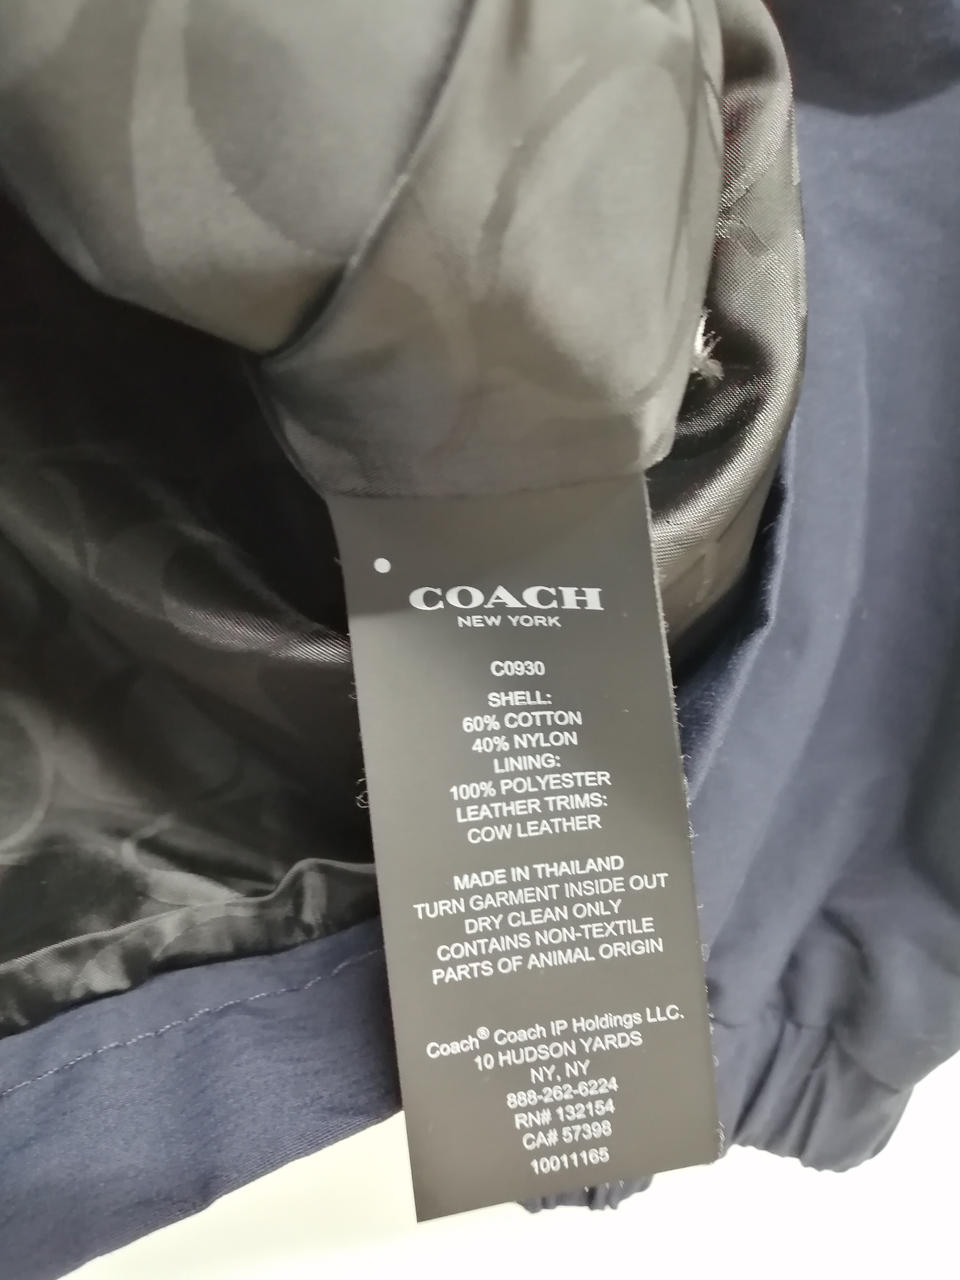 COACH
NEW YORK
C0930
SHELL:
60% COTTON
40% NYLON
LINING:
100% POLYESTER
LEATHER TRIMS:
COW LEATHER
MADE IN THAILAND
TURN GARMENT INSIDE OUT
DRY CLEAN ONLY
CONTAINS NON-TEXTILE
PARTS OF ANIMAL ORIGIN
Coach® Coach IP Holdings LLC.
10 HUDSON YARDS
NY, NY
888-262-6224
RN# 132154
CA# 57398
10011165